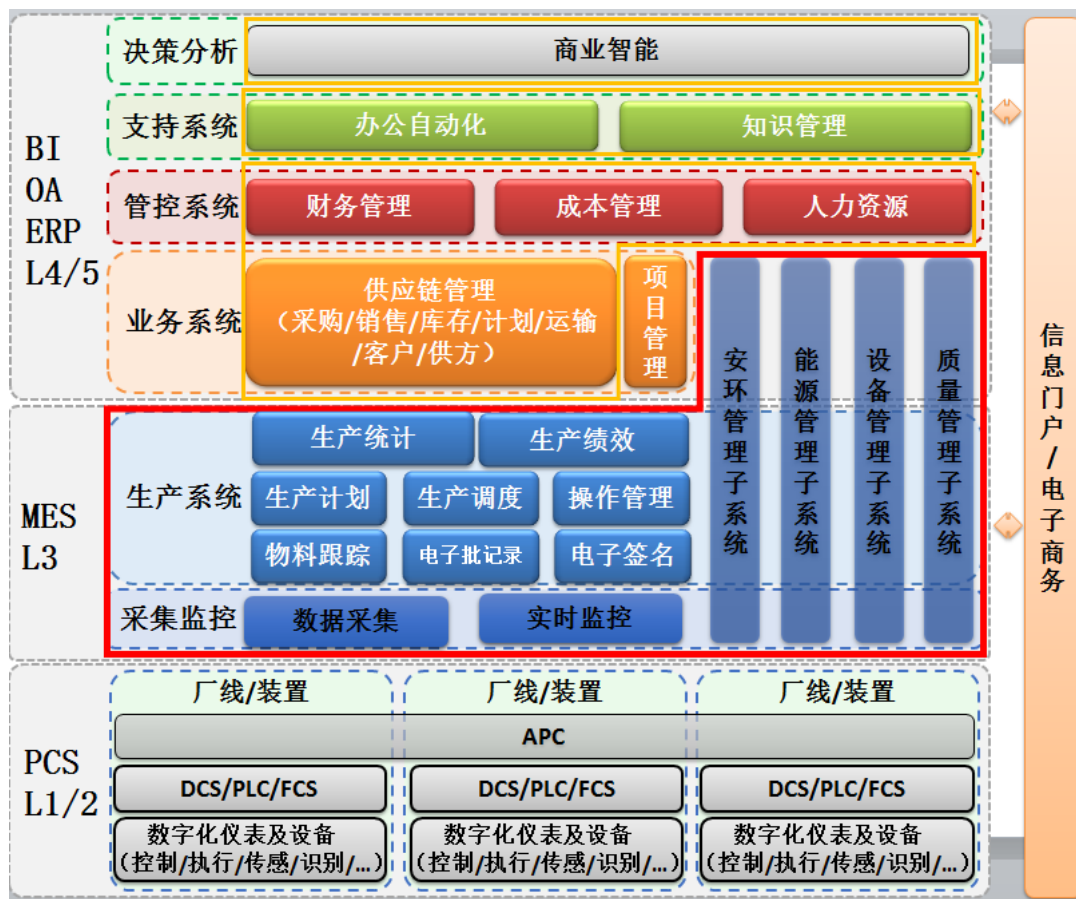 决策分析
商业智能
支持系统
办公自动化
知识管理
BI
OA
ERP
L4/5
管控系统
财务管理
成本管理
人力资源
业务系统
供应链管理
（采购/销售/库存/计划/运输
/客户/供方）
项目管理
安环管理子系统
能源管理子系统
设备管理子系统
质量管理子系统
信息门户/电子商务
MES
L3
生产系统
生产统计
生产绩效
生产计划
生产调度
操作管理
物料跟踪
电子批记录
电子签名
采集监控
数据采集
实时监控
PCS
L1/2
厂线/装置
厂线/装置
厂线/装置
APC
DCS/PLC/FCS
DCS/PLC/FCS
DCS/PLC/FCS
数字化仪表及设备
（控制/执行/传感/识别/...）
数字化仪表及设备
（控制/执行/传感/识别/...）
数字化仪表及设备
（控制/执行/传感/识别/...）